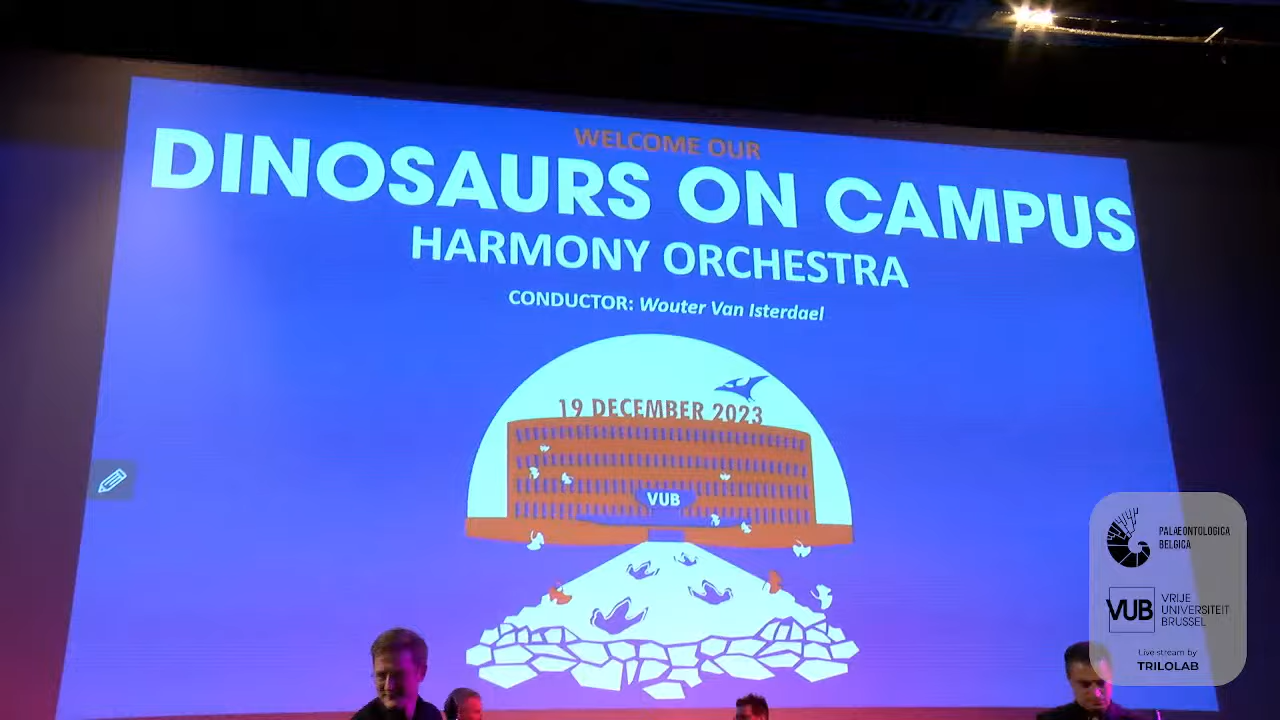 WELCOME OUR
DINOSAURS ON CAMPUS
HARMONY ORCHESTRA
CONDUCTOR: Wouter Van Isterdael
19 DECEMBER 2023
VUB
PALÆONTOLOGICA
BELGICA
VUB
VRIJE
UNIVERSITEIT
BRUSSEL
Live stream by
TRILOLAB